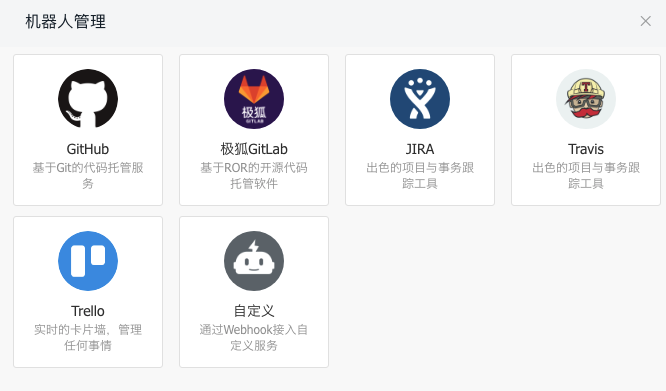 机器人管理
极狐
GITLAB
T
GitHub
极狐GitLab
JIRA
Travis
基于Git的代码托管服
务
基于ROR的开源代码
托管软件
出色的项目与事务跟
踪工具
出色的项目与事务跟
踪工具
Trello
自定义
实时的卡片墙，管理
任何事情
通过Webhook接入自
定义服务